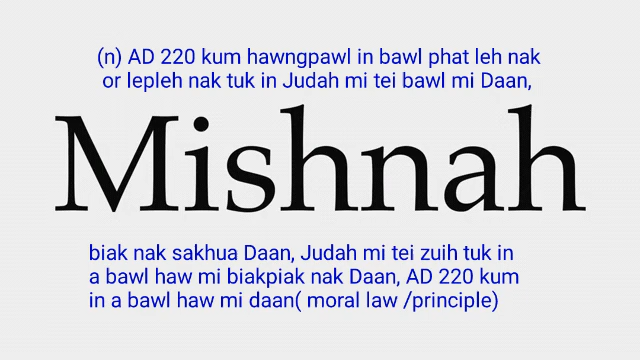 (n) AD 220 kum hawngpawl in bawl phat leh nak
or lepleh nak tuk in Judah mi tei bawl mi Daan,
Mishnah
biak nak sakhua Daan, Judah mi tei zuih tuk in
a bawl haw mi biakpiak nak Daan, AD 220 kum
in a bawl haw mi daan( moral law /principle)